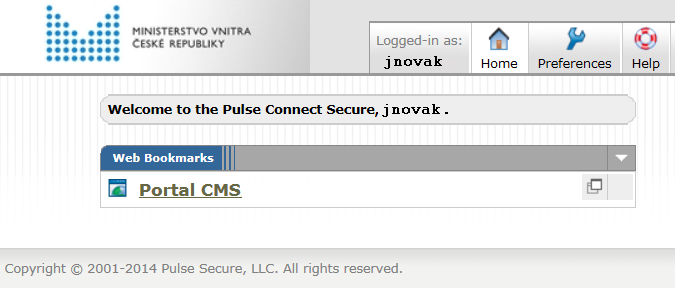 MINISTERSTVO VNITRA
ČESKÉ REPUBLIKY
Logged-in as:
jnovak
Home
Preferences
Help
Welcome to the Pulse Connect Secure, jnovak.
Web Bookmarks
Portal CMS
Copyright © 2001-2014 Pulse Secure, LLC. All rights reserved.